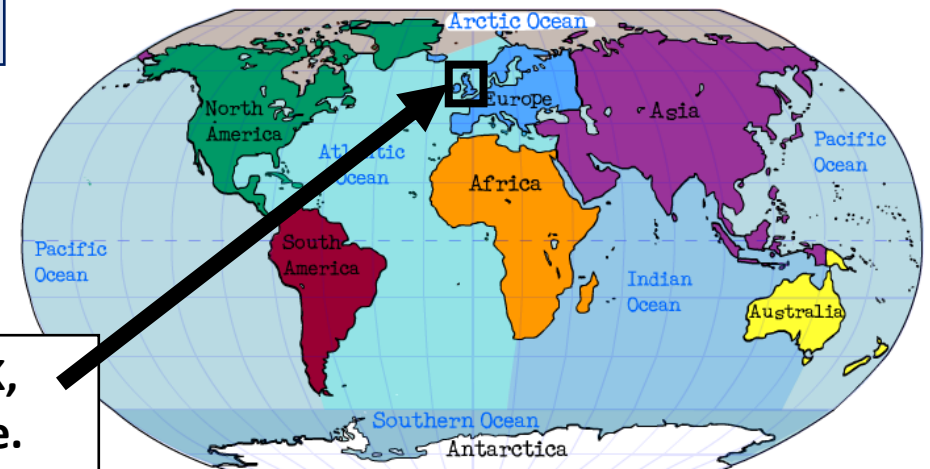 Arctic Ocean
North
America
Europe
Asia
Atlantic
Ocean
Pacific
Ocean
Africa
Pacific
Ocean
South
America
Indian
Ocean
Australia
Southern Ocean
Antarctica
,
e.